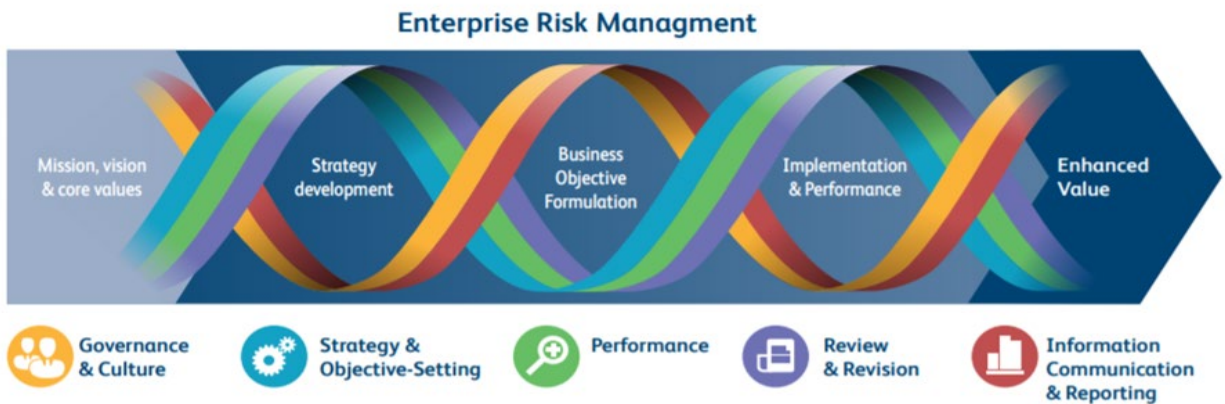 Enterprise Risk Managment
Mission, vision
& core values
Strategy
development
Business
Objective
Formulation
Implementation
& Performance
Enhanced
Value
Governance
& Culture
Strategy &
Objective-Setting
Performance
Review
& Revision
Information
Communication
& Reporting